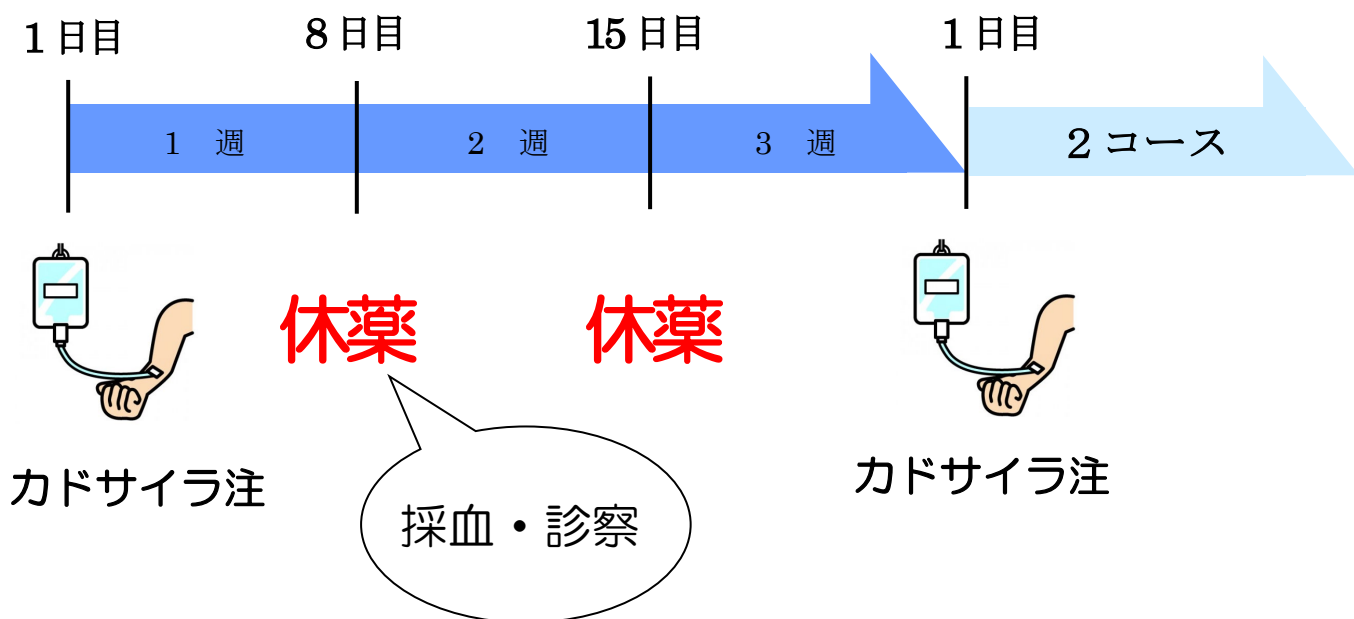 1日目 8日目 15日目 1日目
1 週 2 週 3 週 2コース
休薬 休薬
カドサイラ注 カドサイラ注
採血・診察